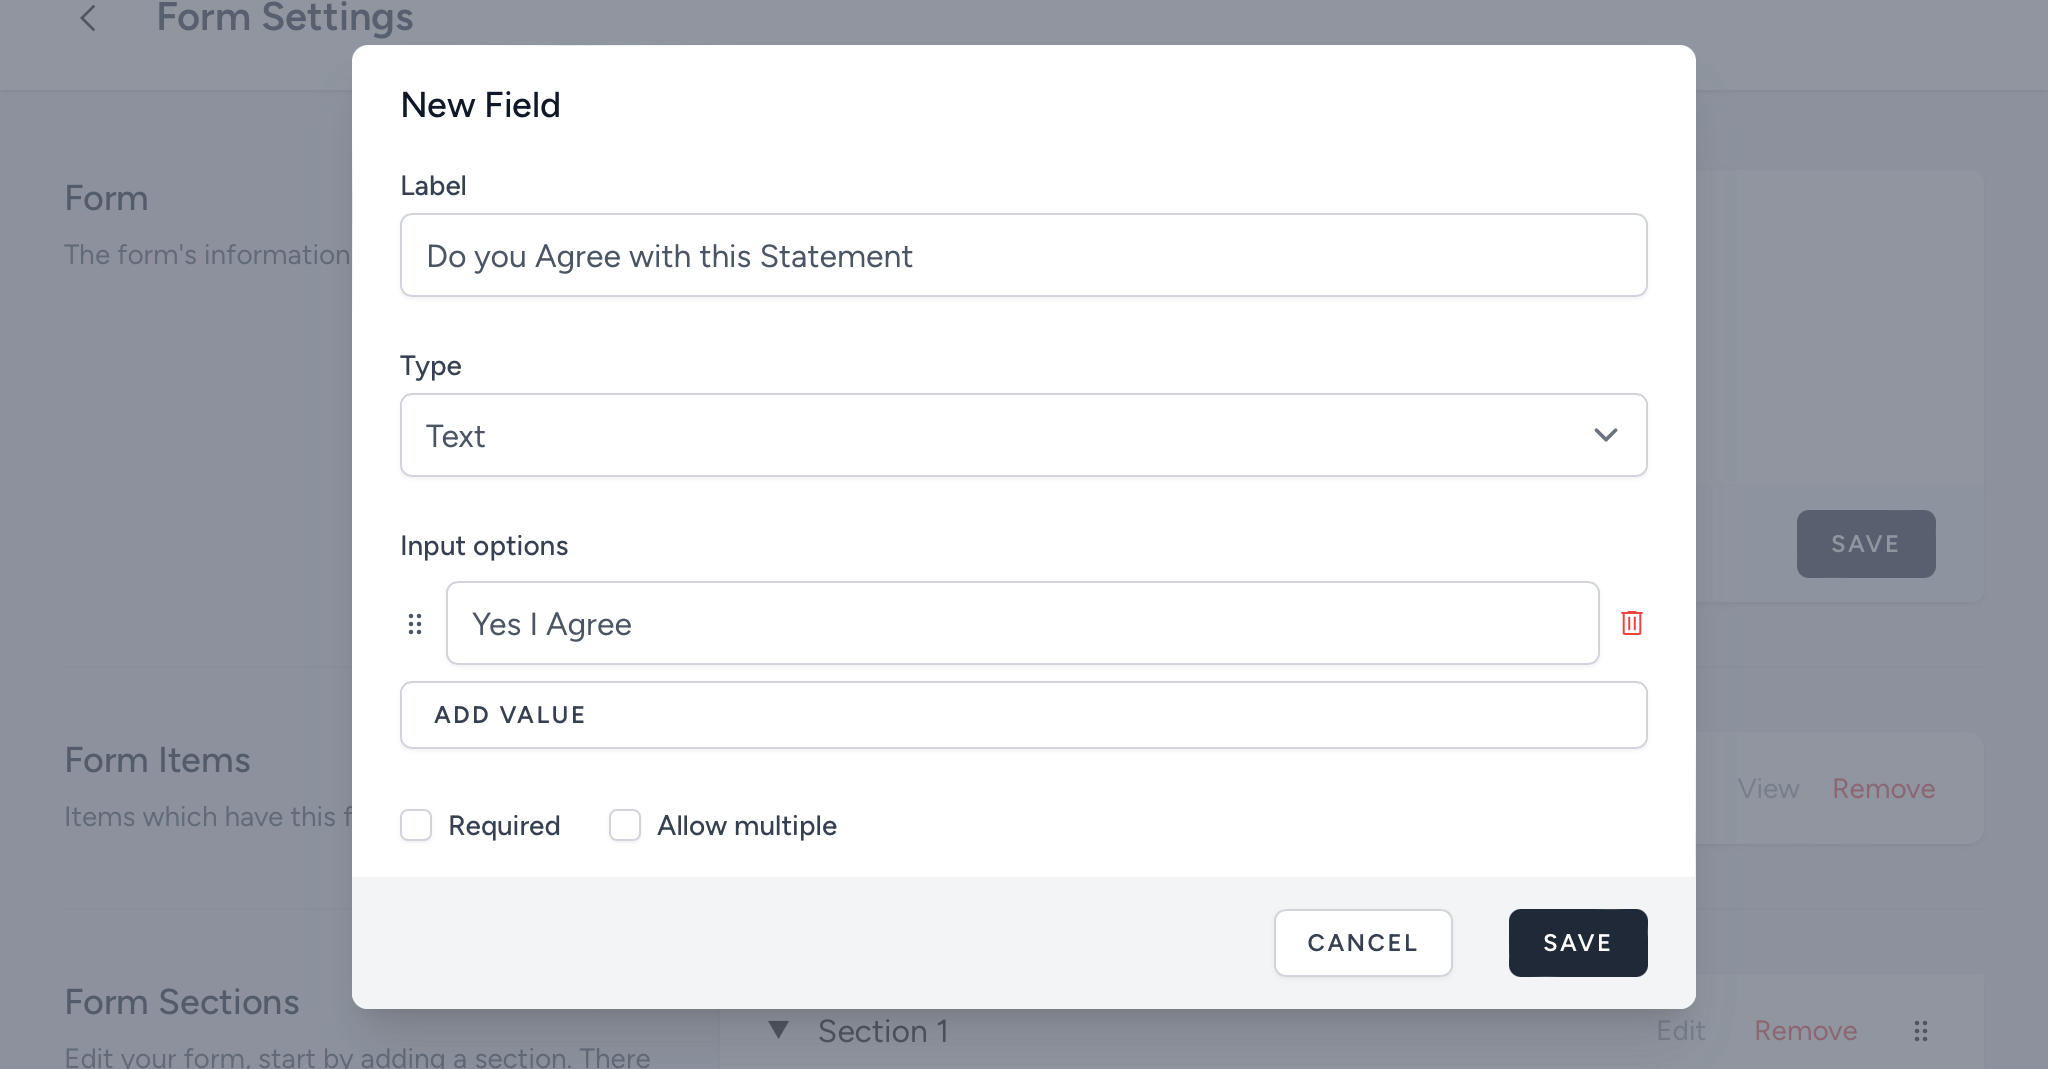 Form Settings
New Field
Form
The form's information
Label
Do you Agree with this Statement
Type
Text
Input options
SAVE
Yes I Agree
ADD VALUE
Form Items
Items which have this f
View Remove
Required Allow multiple
CANCEL SAVE
Form Sections
Edit your form, start by adding a section. There
Section 1 Edit Remove